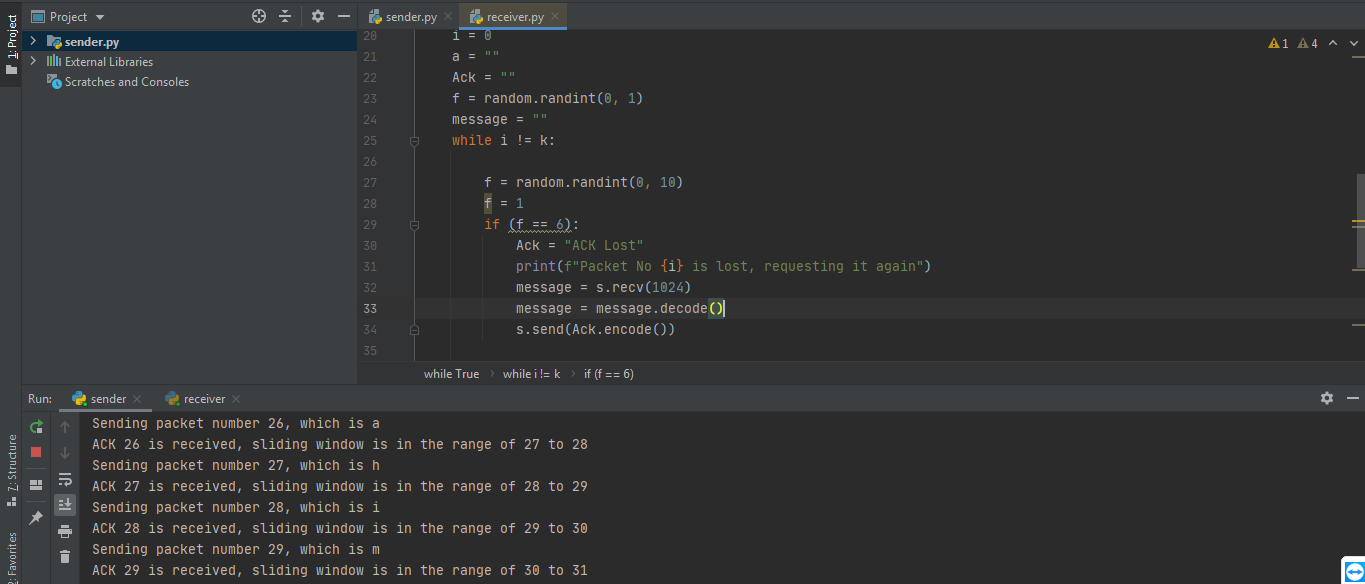 Project
sender.py
receiver.py
1: Project
sender.py
External Libraries
Scratches and Consoles
1 4
20 i = 0
21 a = ""
22 Ack = ""
23 f = random.randint(0, 1)
24 message = ""
25 while i != k:
26
27 f = random.randint(0, 10)
28 f = 1
29 if (f == 6):
30 Ack = "ACK Lost"
31 print(f"Packet No {i} is lost, requesting it again")
32 message = s.recv(1024)
33 message = message.decode()
34 s.send(Ack.encode())
35
while True › while i != k › if (f == 6)
Run: sender receiver
Sending packet number 26, which is a
ACK 26 is received, sliding window is in the range of 27 to 28
Sending packet number 27, which is h
ACK 27 is received, sliding window is in the range of 28 to 29
Sending packet number 28, which is i
ACK 28 is received, sliding window is in the range of 29 to 30
Sending packet number 29, which is m
ACK 29 is received, sliding window is in the range of 30 to 31
7: Structure
2: Favorites